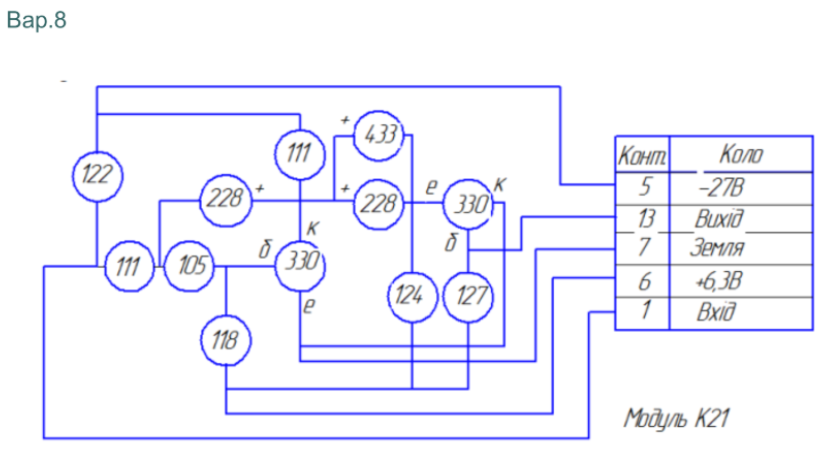 Вар.8
+ 433
111
122
228 + + 228 е 330 к
к
б 330 б
111 105
е
124 127
118
Конт. Коло
5 –27В
13 Вихід
7 Земля
6 +6,3В
1 Вхід
Модуль К21